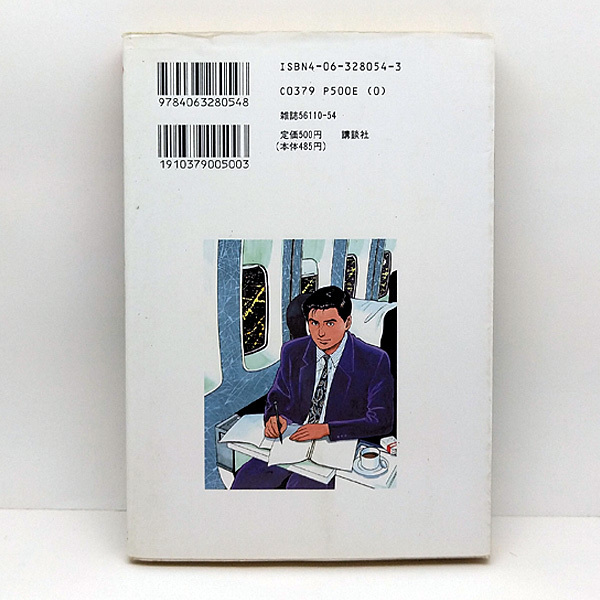 ISBN4-06-328054-3
9784063280548
C0379 P500E (0)
雑誌56110-54
定価500円 講談社
(本体485円)
1910379005003